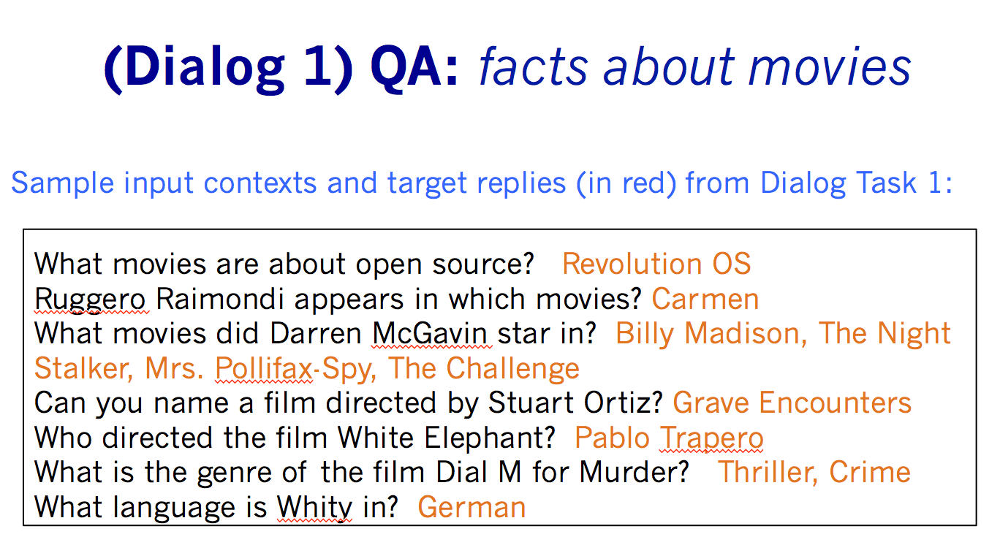 (Dialog 1) QA: facts about movies
Sample input contexts and target replies (in red) from Dialog Task 1:
What movies are about open source? Revolution OS
Ruggero Raimondi appears in which movies? Carmen
What movies did Darren McGavin star in? Billy Madison, The Night
Stalker, Mrs. Pollifax-Spy, The Challenge
Can you name a film directed by Stuart Ortiz? Grave Encounters
Who directed the film White Elephant? Pablo Trapero
What is the genre of the film Dial M for Murder? Thriller, Crime
What language is Whity in? German